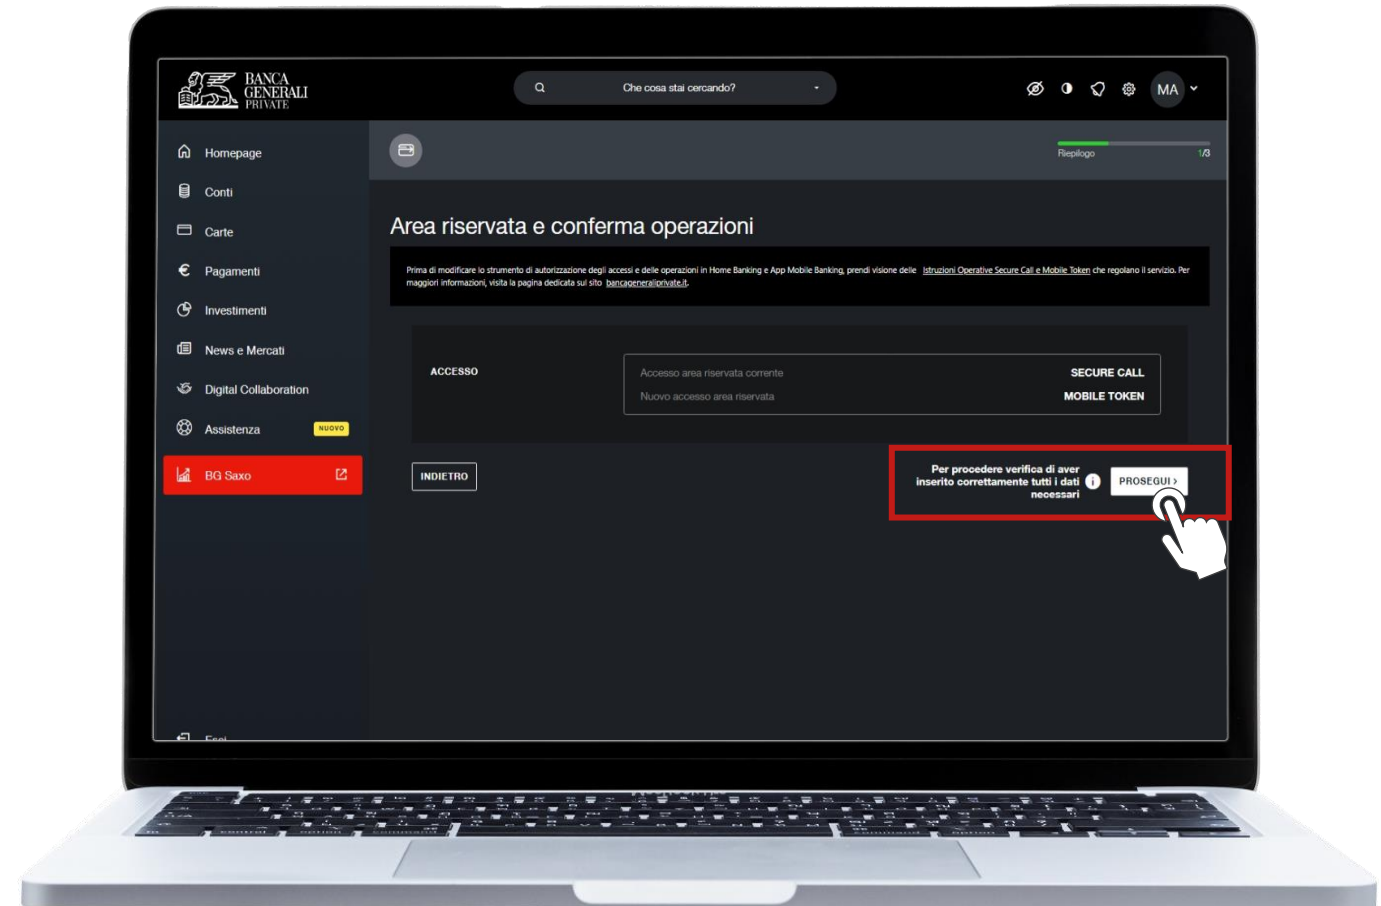 BANCA
GENERALI
PRIVATE
Che cosa stai cercando?
MA
Homepage
Conti
Carte
Pagamenti
Investimenti
News e Mercati
Digital Collaboration
Assistenza
NUOVO
BG Saxo
Riepilogo
1/3
Area riservata e conferma operazioni
Prima di modificare lo strumento di autorizzazione degli accessi e delle operazioni in Home Banking e App Mobile Banking, prendi visione delle Istruzioni Operative Secure Call e Mobile Token che regolano il servizio. Per
maggiori informazioni, visita la pagina dedicata sul sito bancageneraliprivate.it.
ACCESSO
Accesso area riservata corrente
SECURE CALL
Nuovo accesso area riservata
MOBILE TOKEN
INDIETRO
Per procedere verifica di aver
inserito correttamente tutti i dati
necessari
i
PROSEGUI ›
control
option